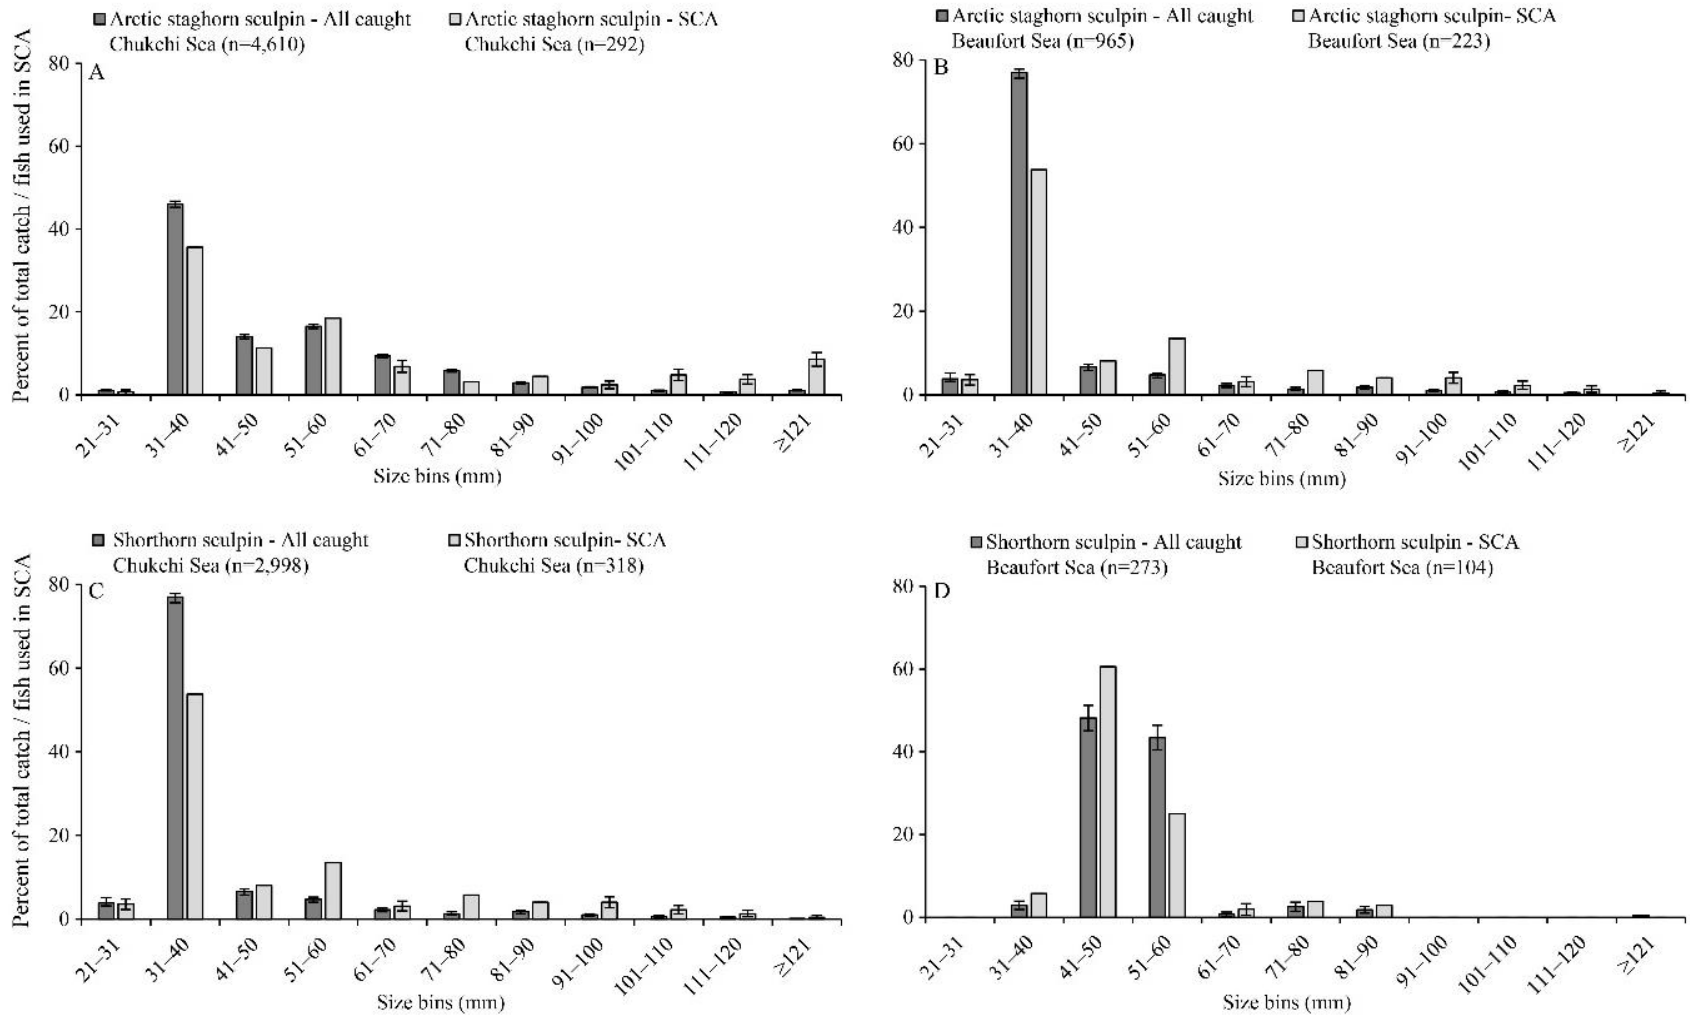 Arctic staghorn sculpin - All caught
Chukchi Sea (n=4,610)
Arctic staghorn sculpin - SCA
Chukchi Sea (n=292)
A
Percent of total catch / fish used in SCA
80
60
40
20
0
21–31 31–40 41–50 51–60 61–70 71–80 81–90 91–100 101–110 111–120 ≥121
Size bins (mm)
Arctic staghorn sculpin - All caught
Beaufort Sea (n=965)
Arctic staghorn sculpin- SCA
Beaufort Sea (n=223)
B
80
60
40
20
0
21–31 31–40 41–50 51–60 61–70 71–80 81–90 91–100 101–110 111–120 ≥121
Size bins (mm)
Shorthorn sculpin - All caught
Chukchi Sea (n=2,998)
Shorthorn sculpin- SCA
Chukchi Sea (n=318)
C
Percent of total catch / fish used in SCA
80
60
40
20
0
21–31 31–40 41–50 51–60 61–70 71–80 81–90 91–100 101–110 111–120 ≥121
Size bins (mm)
Shorthorn sculpin - All caught
Beaufort Sea (n=273)
Shorthorn sculpin - SCA
Beaufort Sea (n=104)
D
80
60
40
20
0
21–31 31–40 41–50 51–60 61–70 71–80 81–90 91–100 101–110 111–120 ≥121
Size bins (mm)